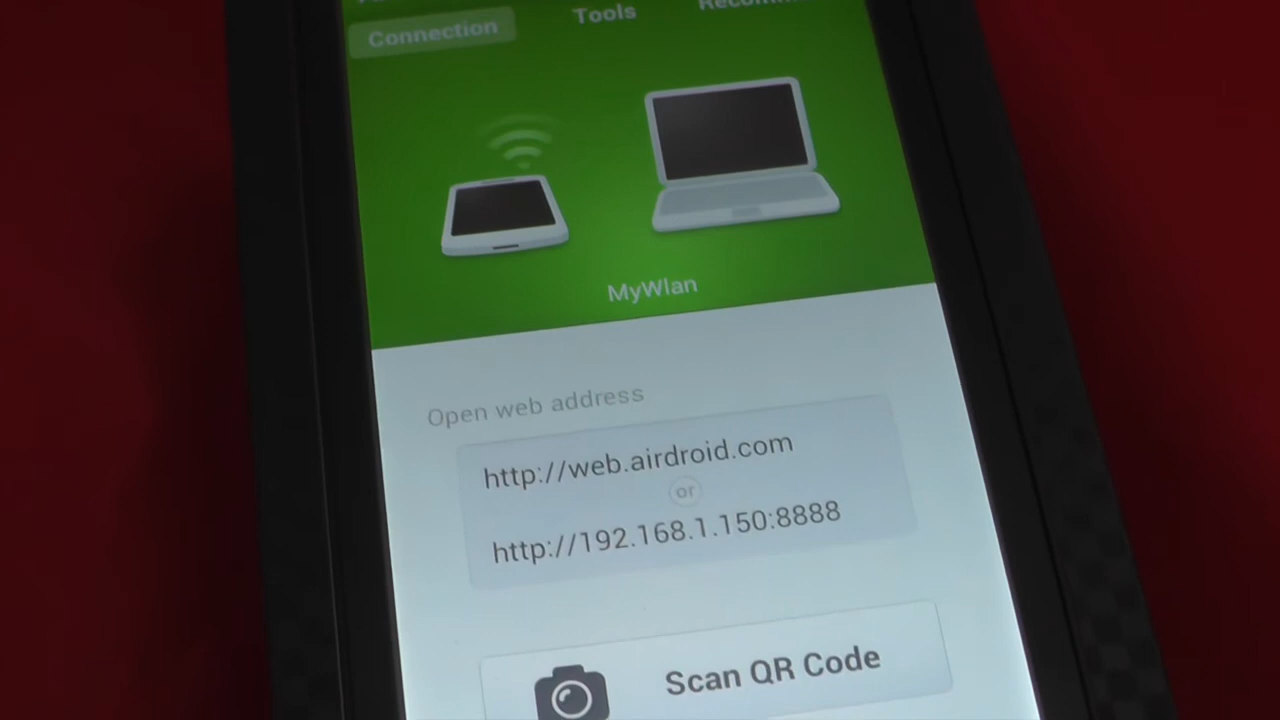 Connection Tools
MyWlan
Open web address
http://web.airdroid.com
or
http://192.168.1.150:8888
Scan QR Code